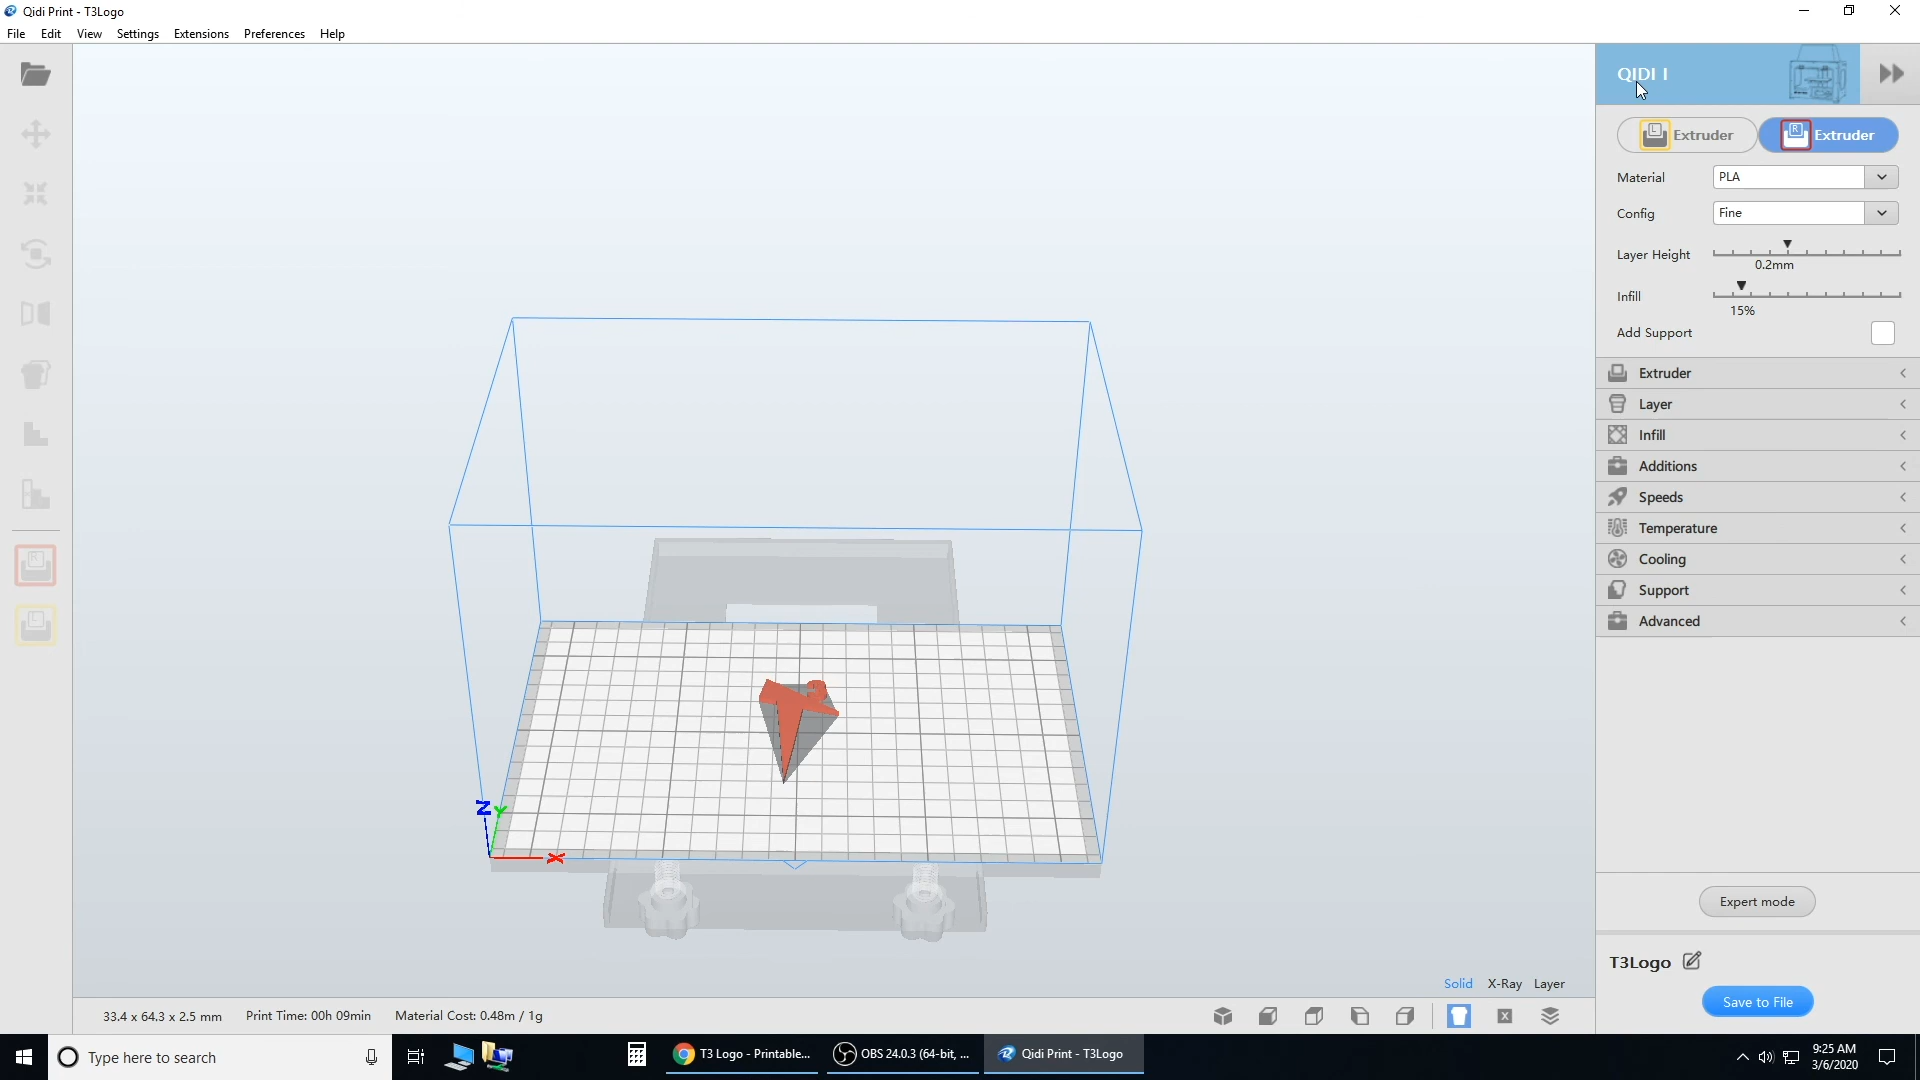 Qidi Print - T3Logo
File Edit View Settings Extensions Preferences Help
QIDI I
L Extruder R Extruder
Material PLA
Config Fine
Layer Height
0.2mm
Infill
15%
Add Support
Extruder
Layer
Infill
Additions
Speeds
Temperature
Cooling
Support
Advanced
R
L
Z Y
X
Expert mode
T3Logo
Solid X-Ray Layer
Save to File
33.4 x 64.3 x 2.5 mm Print Time: 00h 09min Material Cost: 0.48m / 1g
Type here to search
T3 Logo - Printable...
OBS 24.0.3 (64-bit, ...
Qidi Print - T3Logo
9:25 AM
3/6/2020